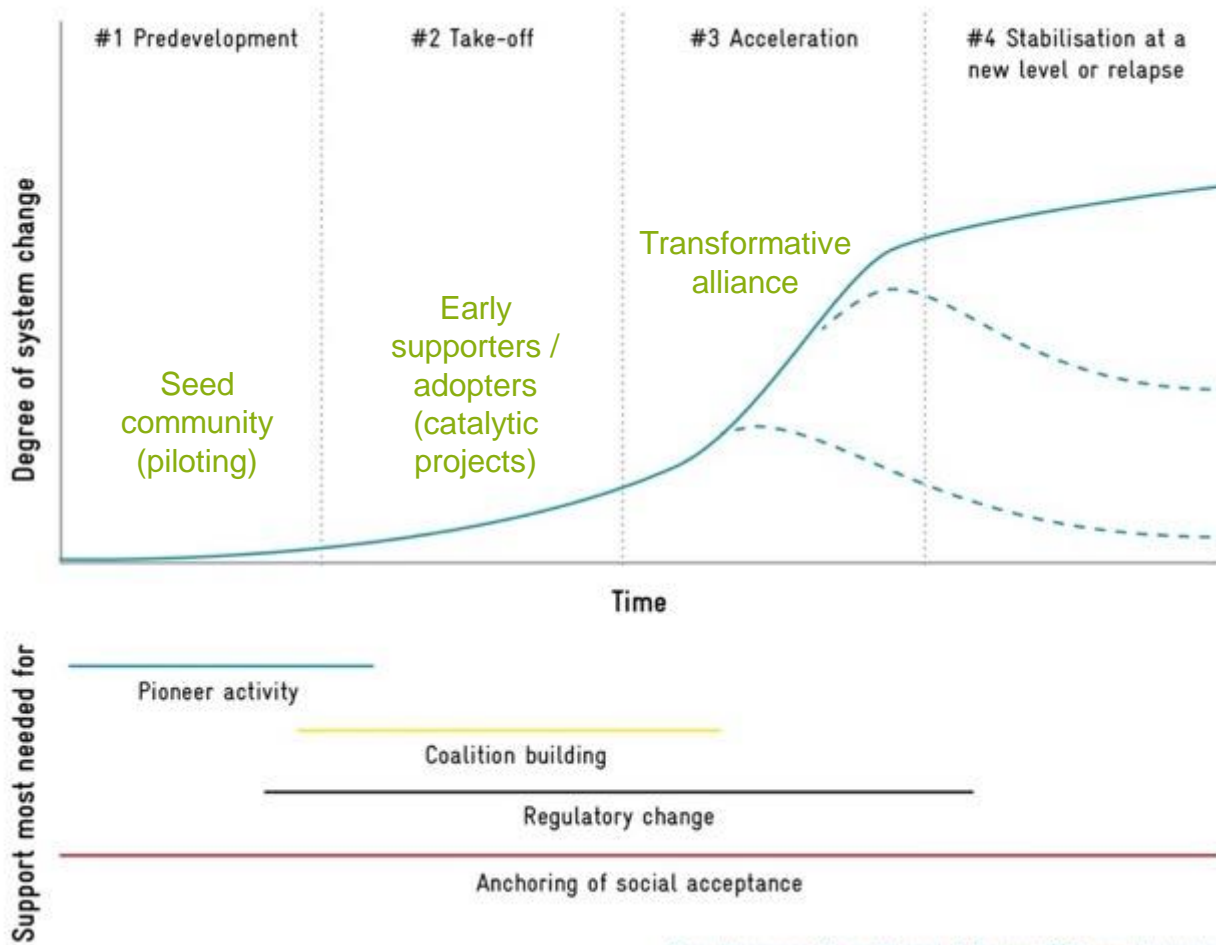 #1 Predevelopment
#2 Take-off
#3 Acceleration
#4 Stabilisation at a
new level or relapse
Degree of system change
Seed
community
(piloting)
Early
supporters /
adopters
(catalytic
projects)
Transformative
alliance
Time
Support most needed for
Pioneer activity
Coalition building
Regulatory change
Anchoring of social acceptance